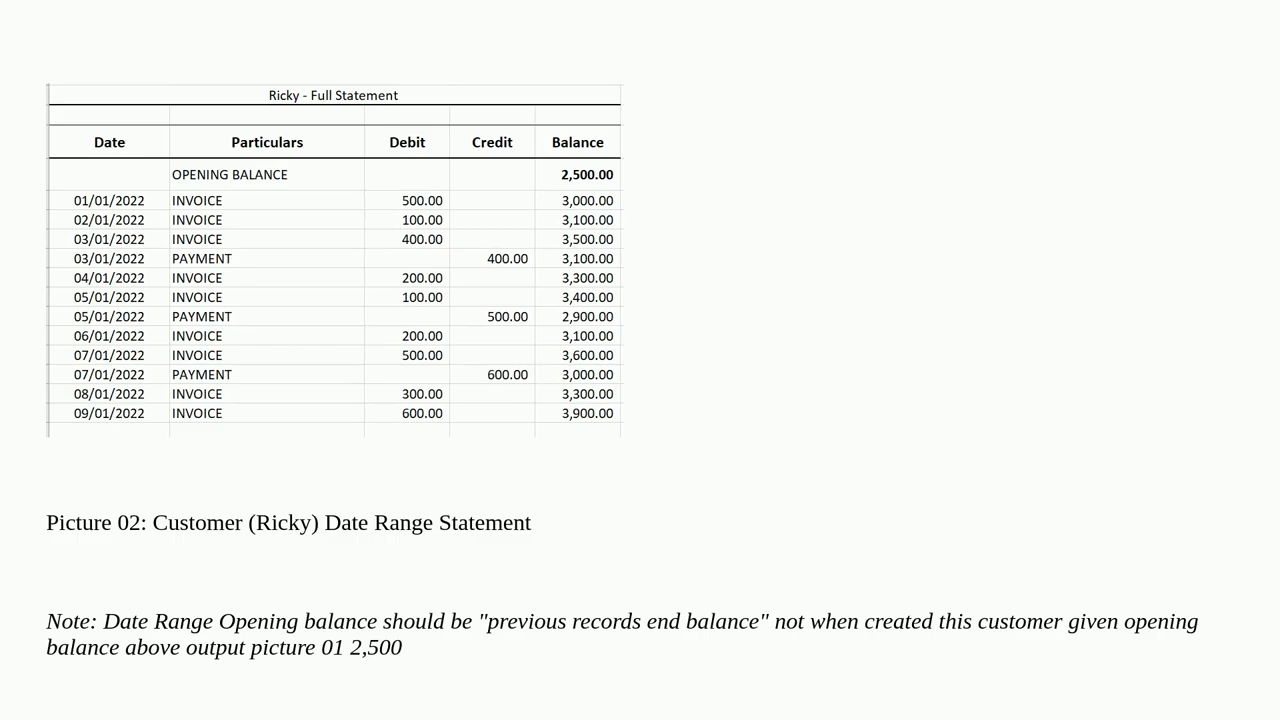 Ricky - Full Statement
Date Particulars Debit Credit Balance
OPENING BALANCE 2,500.00
01/01/2022 INVOICE 500.00 3,000.00
02/01/2022 INVOICE 100.00 3,100.00
03/01/2022 INVOICE 400.00 3,500.00
03/01/2022 PAYMENT 400.00 3,100.00
04/01/2022 INVOICE 200.00 3,300.00
05/01/2022 INVOICE 100.00 3,400.00
05/01/2022 PAYMENT 500.00 2,900.00
06/01/2022 INVOICE 200.00 3,100.00
07/01/2022 INVOICE 500.00 3,600.00
07/01/2022 PAYMENT 600.00 3,000.00
08/01/2022 INVOICE 300.00 3,300.00
09/01/2022 INVOICE 600.00 3,900.00
Picture 02: Customer (Ricky) Date Range Statement
Note: Date Range Opening balance should be "previous records end balance" not when created this customer given opening
balance above output picture 01 2,500